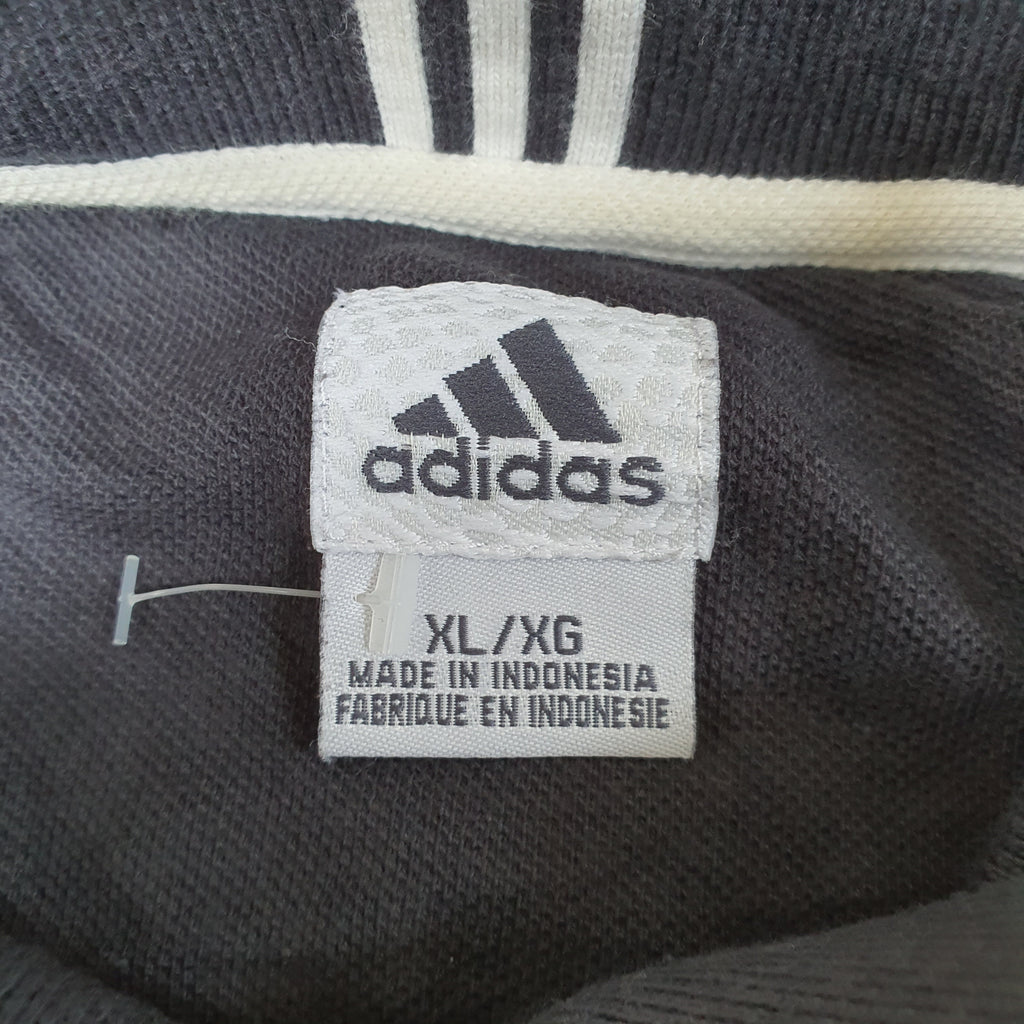 adidas
XL/XG
MADE IN INDONESIA
FABRIQUE EN INDONESIE